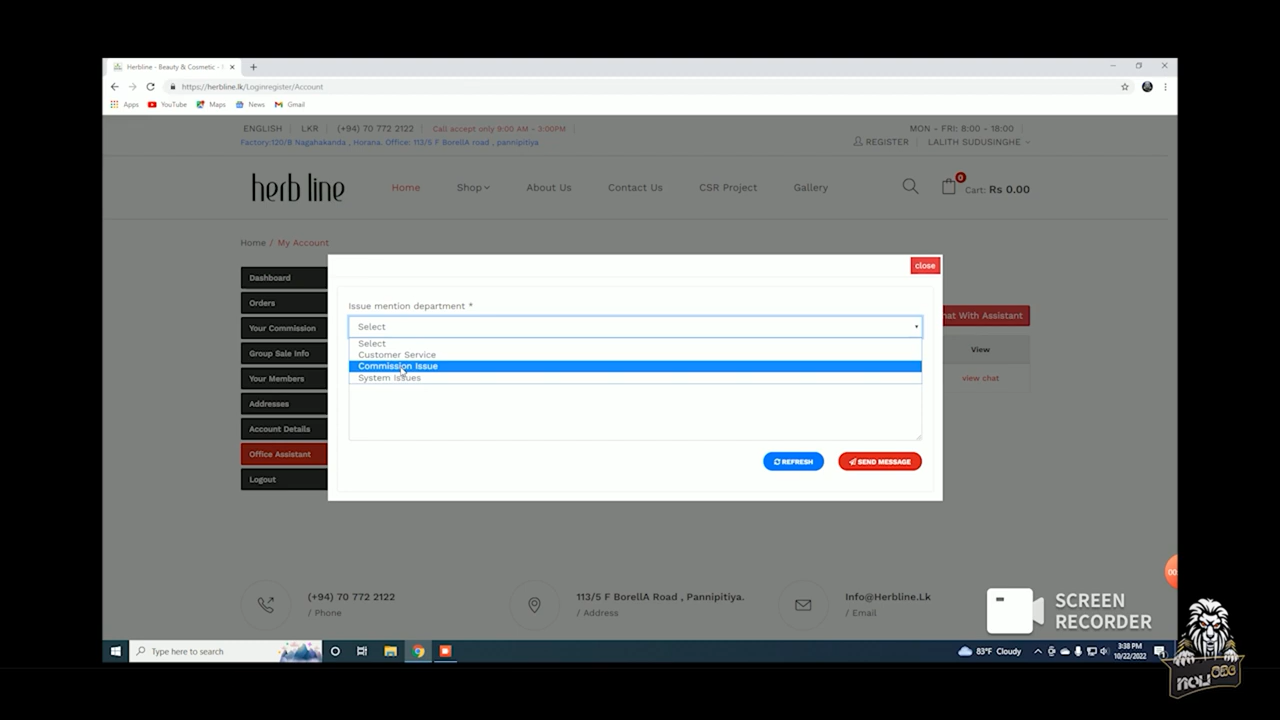 Herbline - Beauty & Cosmetic -
https://herbline.lk/Loginregister/Account
Apps YouTube Maps News Gmail
ENGLISH LKR (+94) 70 772 2122 Call accept only 9:00 AM - 3:00PM MON - FRI: 8:00 - 18:00
Factory:120/B Nagahakanda , Horana. Office: 113/5 F BorellA road , pannipitiya REGISTER LALITH SUDUSINGHE
herb line Home Shop About Us Contact Us CSR Project Gallery 0 Cart: Rs 0.00
Home / My Account
close
Dashboard
Orders
Your Commission
Group Sale Info
Your Members
Addresses
Account Details
Office Assistant
Logout
Issue mention department *
Select
Select
Customer Service
Commission Issue
System Issues
REFRESH SEND MESSAGE
hat With Assistant
View
view chat
(+94) 70 772 2122
/ Phone
113/5 F BorellA Road , Pannipitiya.
/ Address
Info@Herbline.Lk
/ Email
SCREEN
RECORDER
Type here to search
83°F Cloudy
3:38 PM
10/22/2022